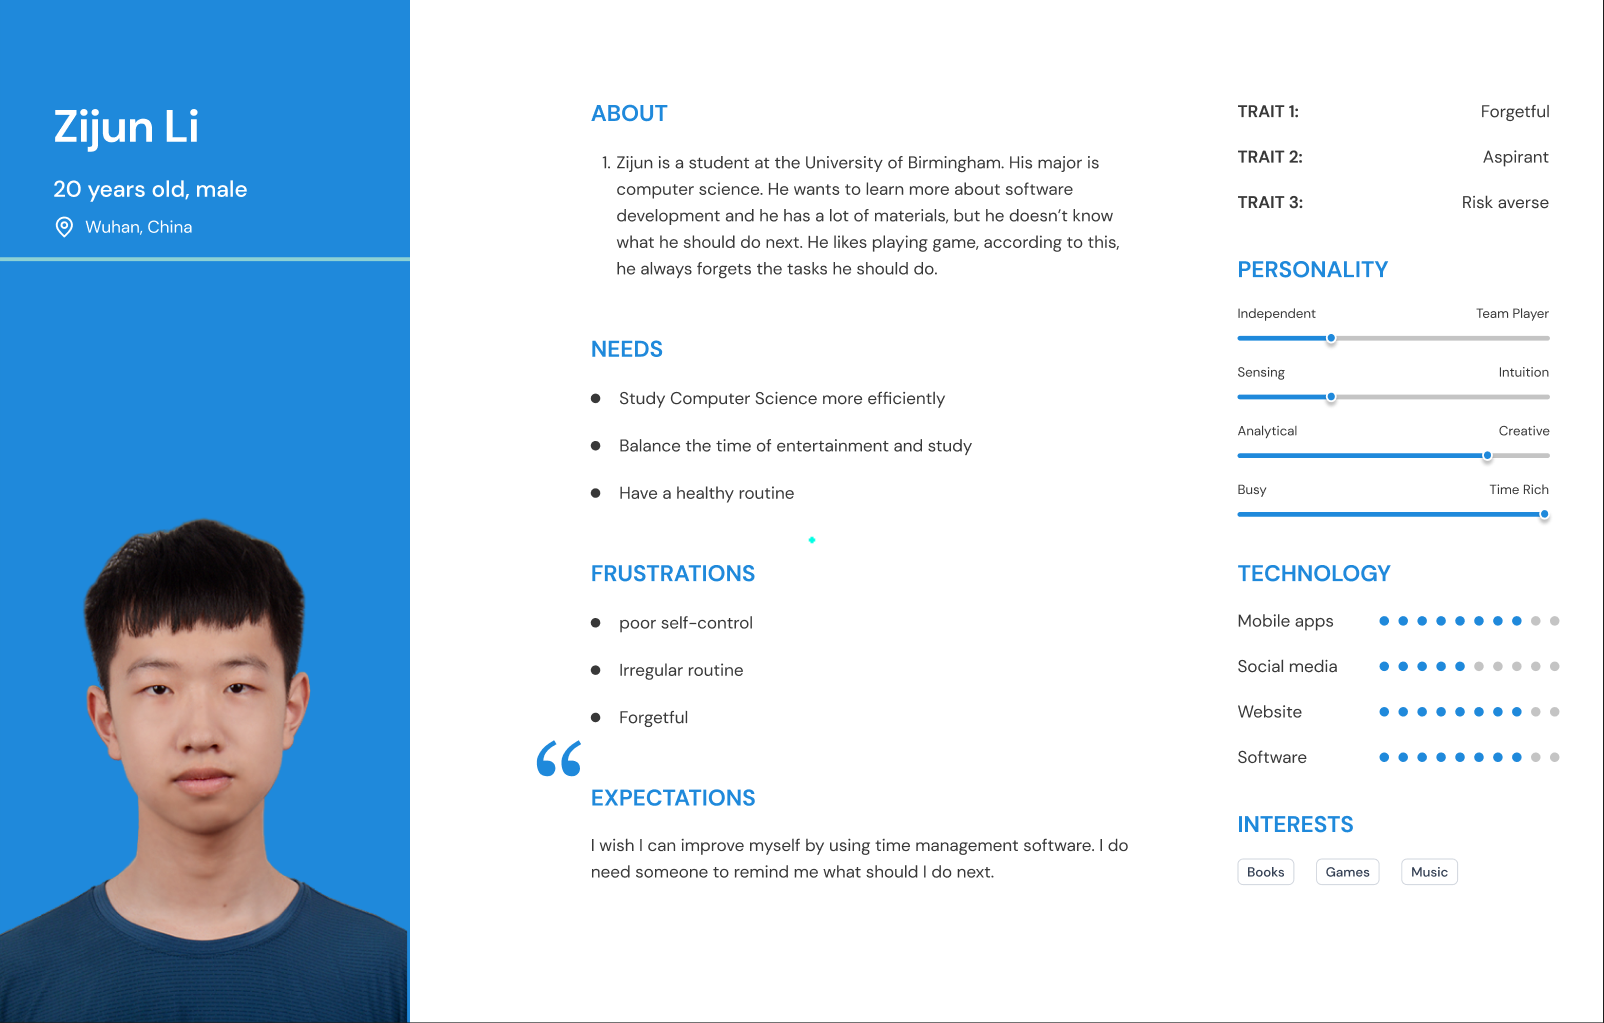 Zijun Li
20 years old, male
Wuhan, China
ABOUT
1. Zijun is a student at the University of Birmingham. His major is
computer science. He wants to learn more about software
development and he has a lot of materials, but he doesn’t know
what he should do next. He likes playing game, according to this,
he always forgets the tasks he should do.
NEEDS
Study Computer Science more efficiently
Balance the time of entertainment and study
Have a healthy routine
FRUSTRATIONS
poor self-control
Irregular routine
Forgetful
“
EXPECTATIONS
I wish I can improve myself by using time management software. I do
need someone to remind me what should I do next.
TRAIT 1: Forgetful
TRAIT 2: Aspirant
TRAIT 3: Risk averse
PERSONALITY
Independent Team Player
Sensing Intuition
Analytical Creative
Busy Time Rich
TECHNOLOGY
Mobile apps
Social media
Website
Software
INTERESTS
Books Games Music